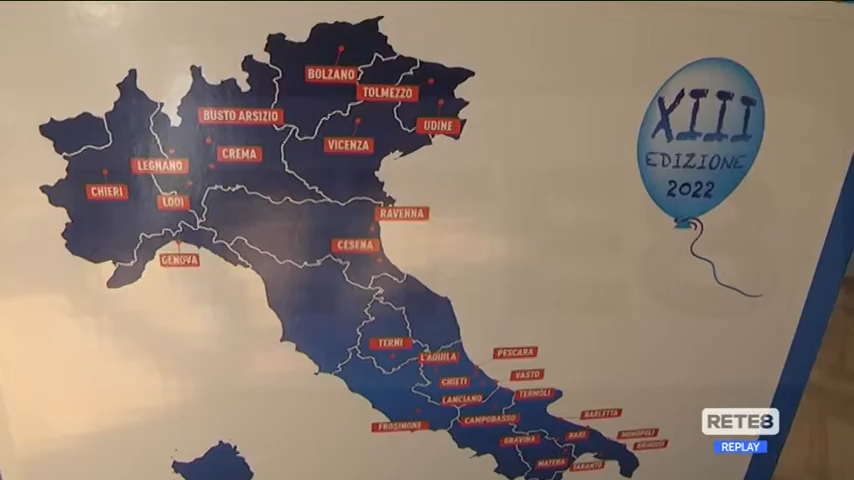 BOLZANO
TOLMEZZO
BUSTO ARSIZIO
UDINE
VICENZA
CREMA
LEGNANO
CHIERI
LODI
RAVENNA
CESENA
GENOVA
XIII
EDIZIONE
2022
TERNI
L'AQUILA
PESCARA
CHIETI
VASTO
LANCIANO
TERMOLI
FROSINONE
CAMPOBASSO
BARLETTA
GRAVINA
BARI
MONOPOLI
BRINDISI
MATERA
TARANTO
RETE8
REPLAY